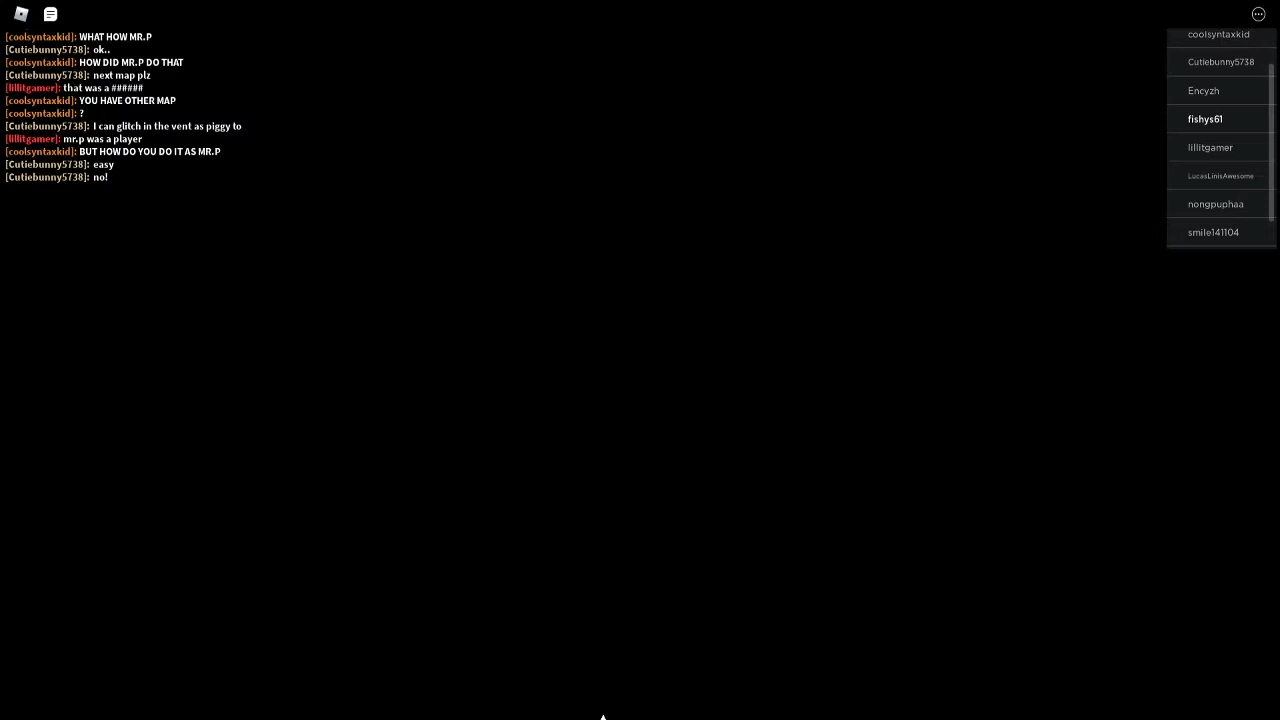 [coolsyntaxkid]: WHAT HOW MR.P
[Cutiebunny5738]: ok..
[coolsyntaxkid]: HOW DID MR.P DO THAT
[Cutiebunny5738]: next map plz
[lillitgamer]: that was a ######
[coolsyntaxkid]: YOU HAVE OTHER MAP
[coolsyntaxkid]: ?
[Cutiebunny5738]: I can glitch in the vent as piggy to
[lillitgamer]: mr.p was a player
[coolsyntaxkid]: BUT HOW DO YOU DO IT AS MR.P
[Cutiebunny5738]: easy
[Cutiebunny5738]: no!
coolsyntaxkid
Cutiebunny5738
Encyzh
fishys61
lillitgamer
LucasLinisAwesome
nongpuphaa
smile141104